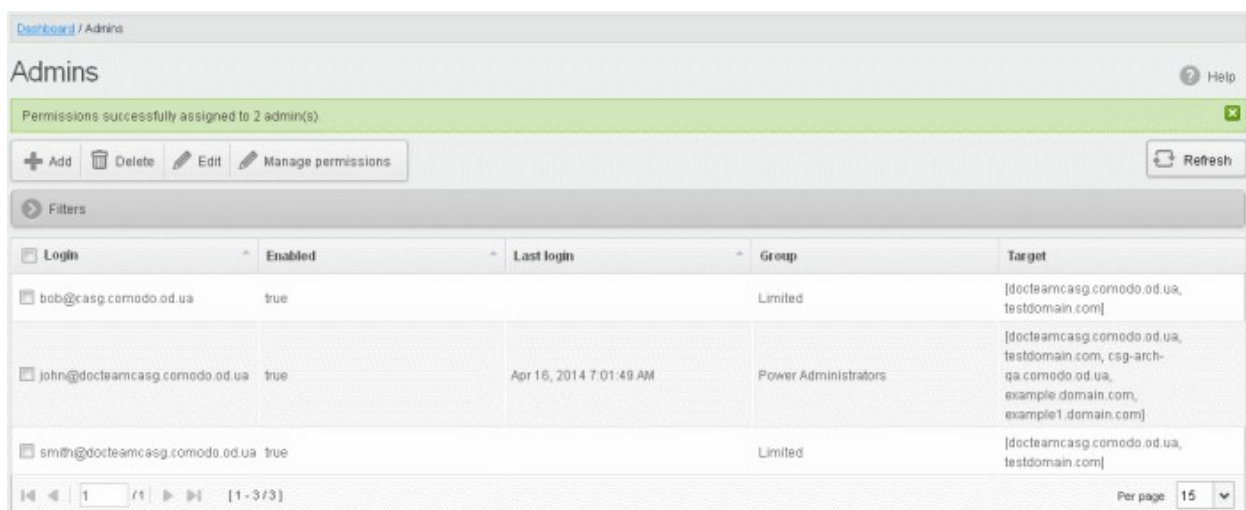 Dashboard / Admins
Admins
Help
Permissions successfully assigned to 2 admin(s).
Add Delete Edit Manage permissions
Refresh
Filters
Login Enabled Last login Group Target
bob@casg.comodo.od.ua true Limited [docteamcasg.comodo.od.ua,
testdomain.com]
john@docteamcasg.comodo.od.ua true Apr 16, 2014 7:01:49 AM Power Administrators [docteamcasg.comodo.od.ua,
testdomain.com, csg-arch-
qa.comodo.od.ua,
example.domain.com,
example1.domain.com]
smith@docteamcasg.comodo.od.ua true Limited [docteamcasg.comodo.od.ua,
testdomain.com]
1 /1 [1 - 3 / 3] Per page 15